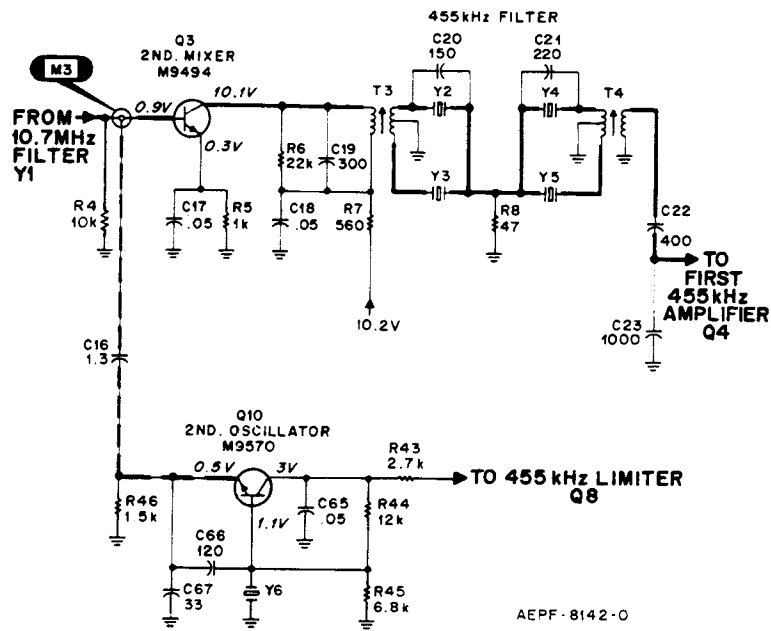 455kHz FILTER
Q3
2ND. MIXER
M9494
C20
150
C21
220
M3
0.9V
10.1V
T3
Y2
Y4
T4
FROM
10.7MHz
FILTER
Y1
0.3V
R6
22k
C19
300
Y3
Y5
R4
10k
C17
.05
R5
1k
C18
.05
R7
560
R8
47
C22
400
TO
FIRST
455kHz
AMPLIFIER
Q4
10.2V
C23
1000
C16
1.3
Q10
2ND. OSCILLATOR
M9570
0.5V
3V
R43
2.7k
TO 455kHz LIMITER
Q8
R46
1.5k
1.1V
C65
.05
R44
12k
C66
120
C67
33
Y6
R45
6.8k
AEPF-8142-O